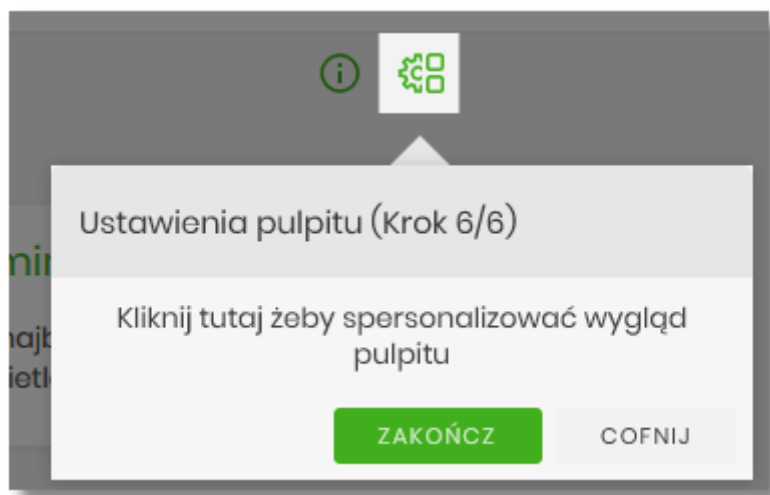 Ustawienia pulpitu (Krok 6/6)
Kliknij tutaj żeby spersonalizować wygląd
pulpitu
ZAKOŃCZ
COFNIJ